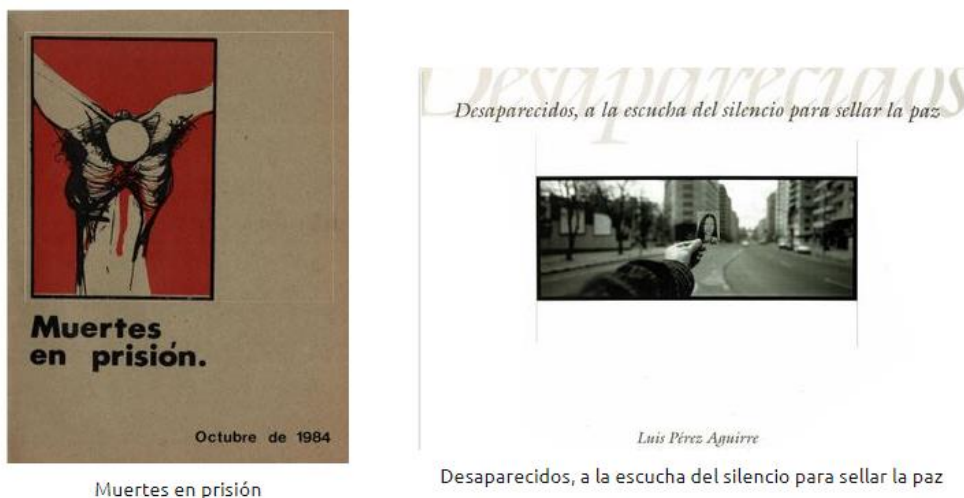 Muertes
en prisión.
Octubre de 1984
Muertes en prisión
Desaparecidos
Desaparecidos, a la escucha del silencio para sellar la paz
Luis Pérez Aguirre
Desaparecidos, a la escucha del silencio para sellar la paz